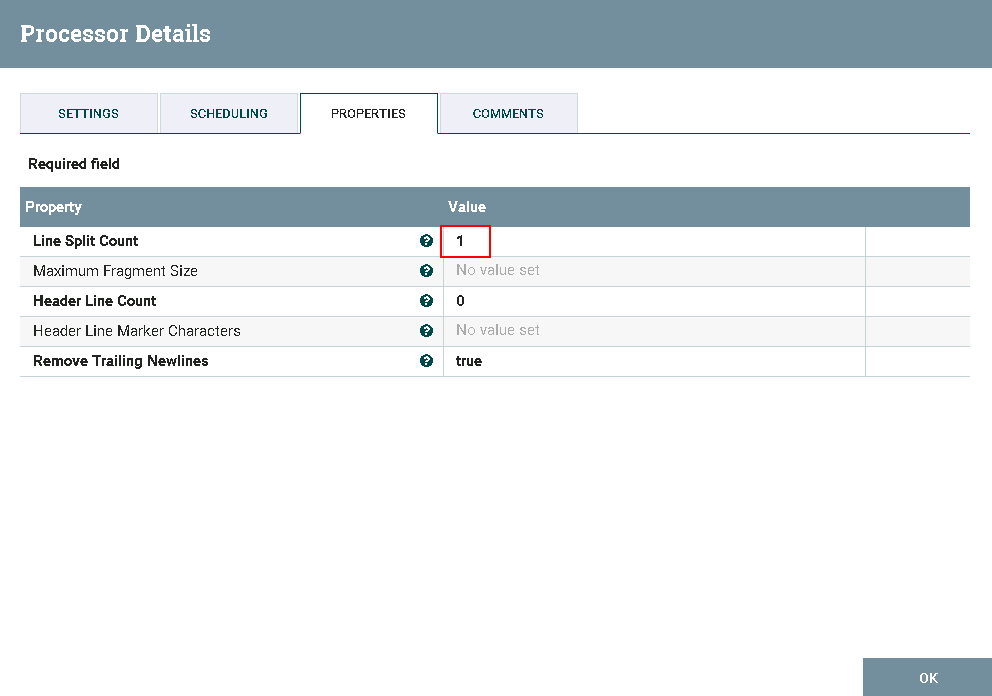 Processor Details
SETTINGS SCHEDULING PROPERTIES COMMENTS
Required field
Property Value
Line Split Count ? 1
Maximum Fragment Size ? No value set
Header Line Count ? 0
Header Line Marker Characters ? No value set
Remove Trailing Newlines ? true
OK